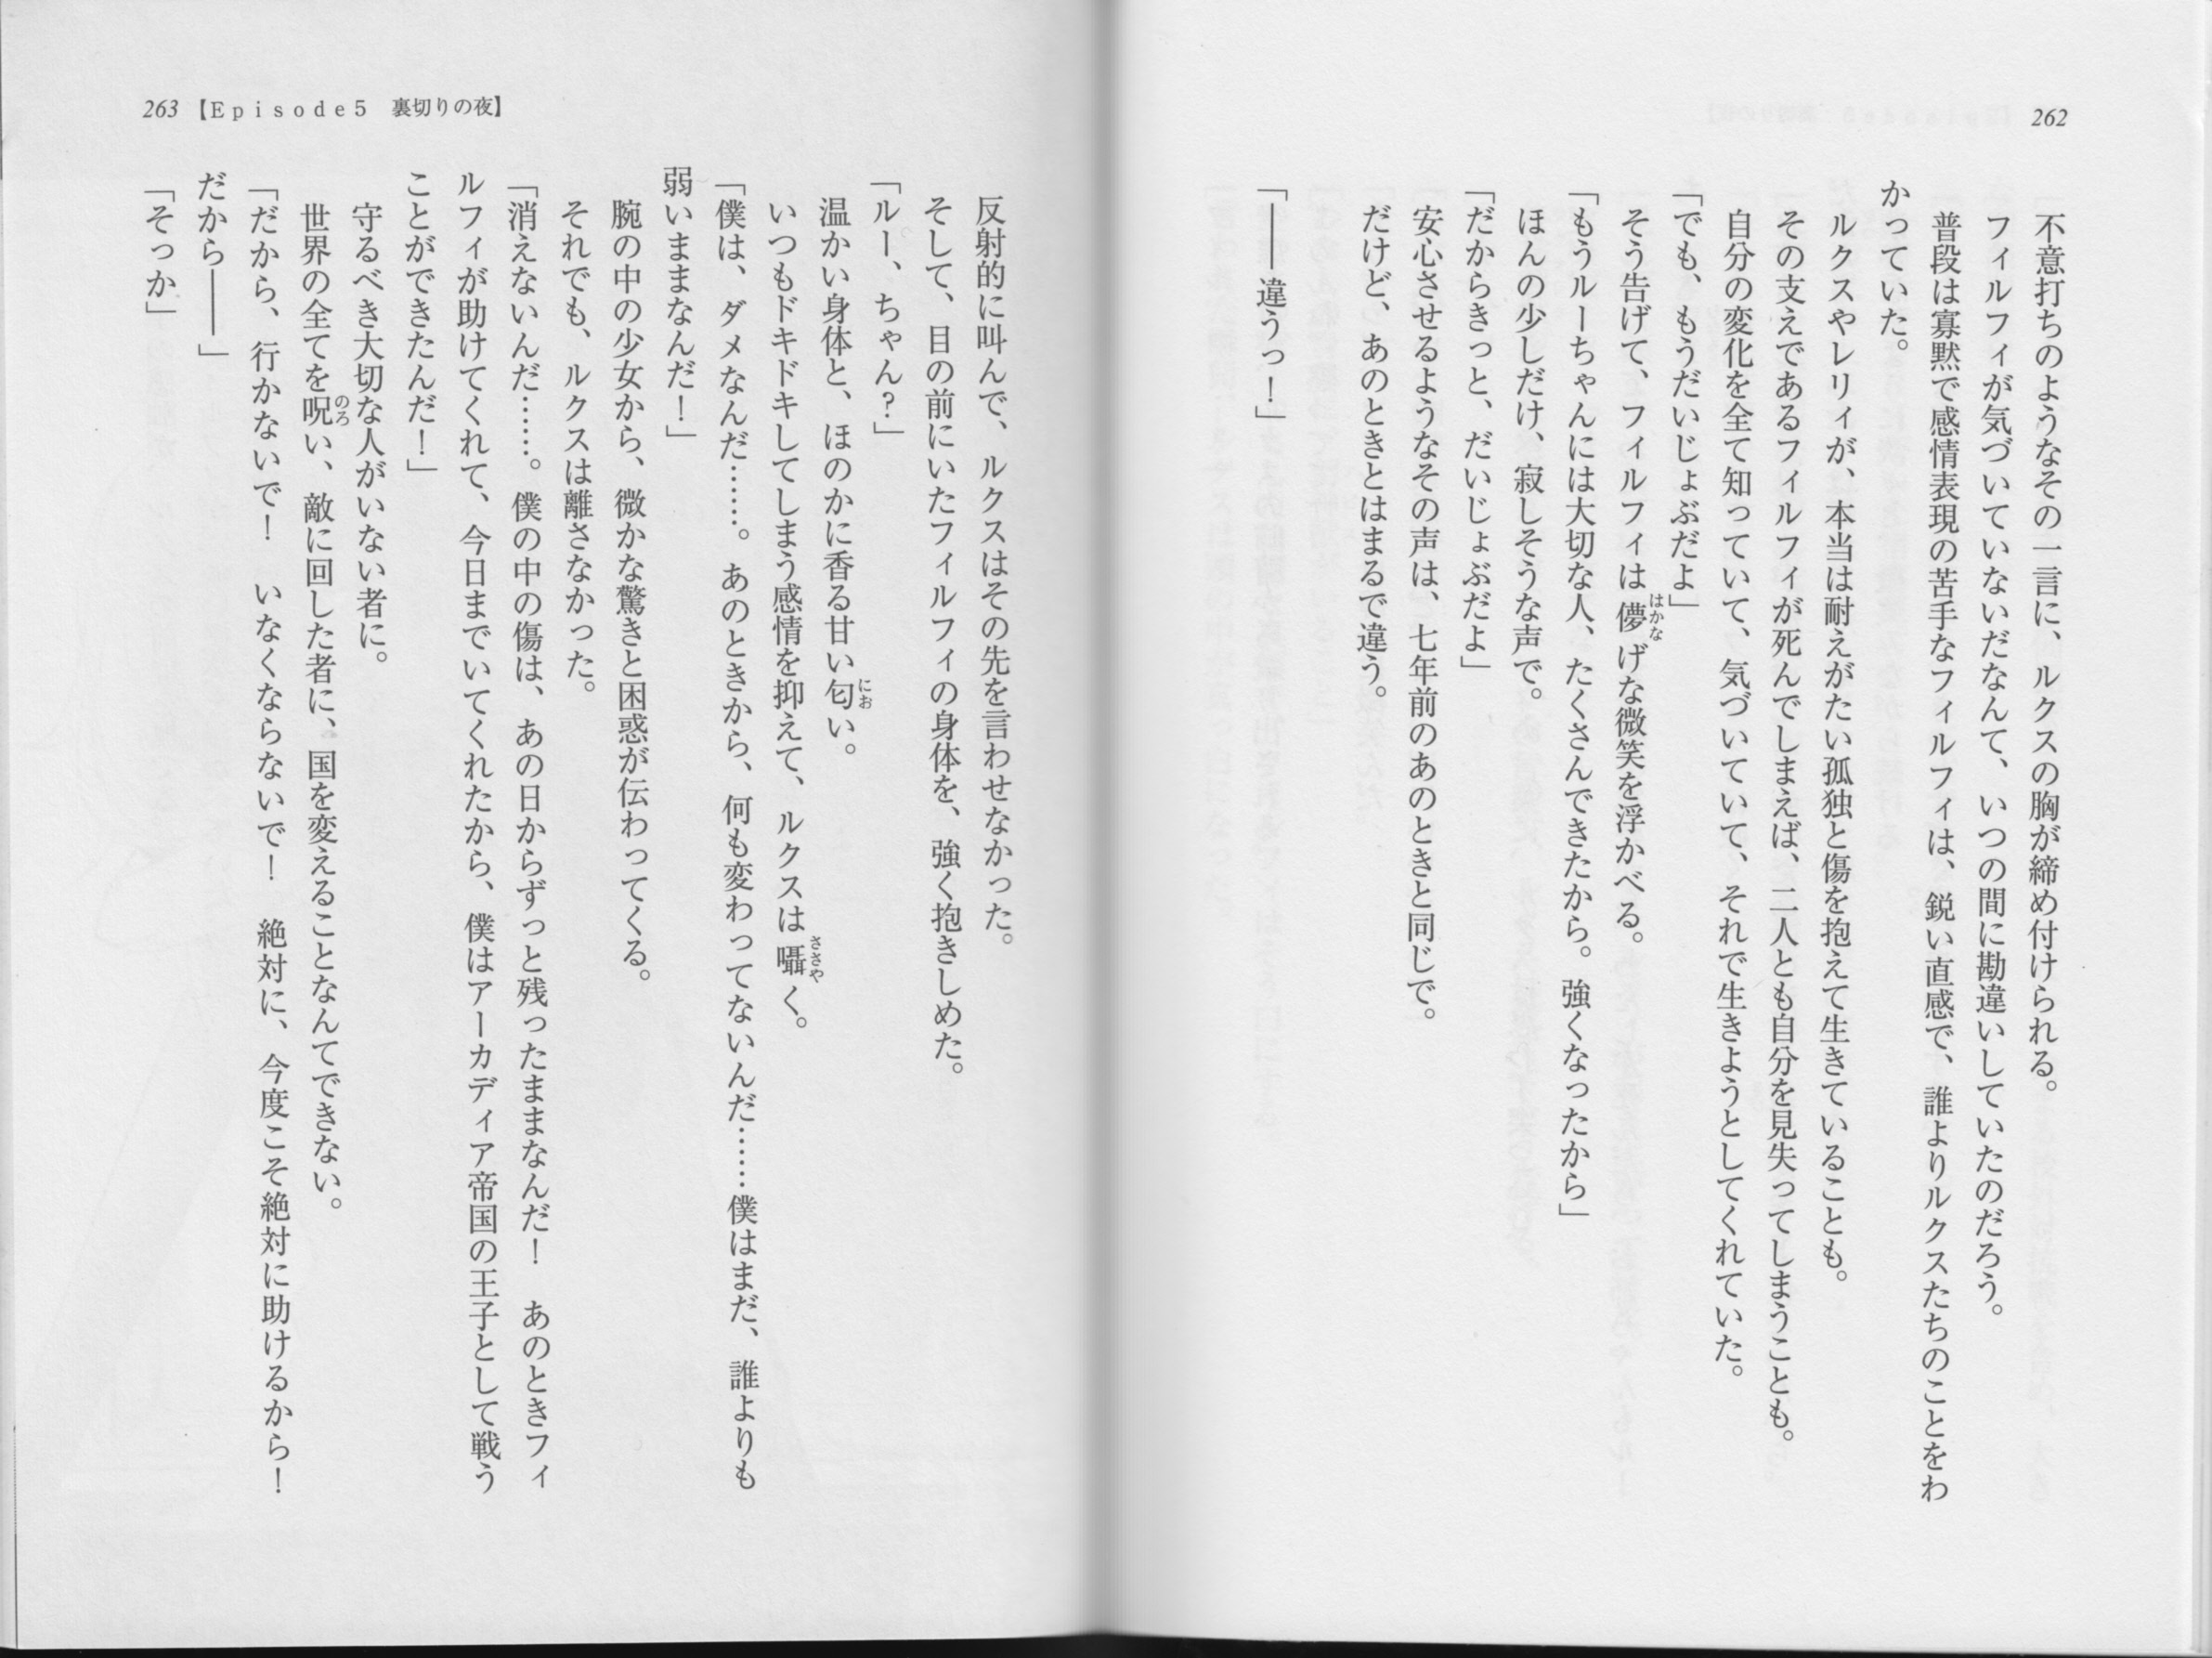 262
不意打ちのようなその一言に、ルクスの胸が締め付けられる。
フィルフィが気づいていないだなんて、いつの間に勘違いしていたのだろう。
普段は寡黙で感情表現の苦手なフィルフィは、鋭い直感で、誰よりルクスたちのことをわ
かっていた。
ルクスやレリィが、本当は耐えがたい孤独と傷を抱えて生きていることも。
その支えであるフィルフィが死んでしまえば、二人とも自分を見失ってしまうことも。
自分の変化を全て知っていて、気づいていて、それで生きようとしてくれていた。
「でも、もうだいじょぶだよ」
そう告げて、フィルフィは儚げな微笑を浮かべる。
はかな
「もうルーちゃんには大切な人、たくさんできたから。強くなったから」
ほんの少しだけ、寂しそうな声で。
「だからきっと、だいじょぶだよ」
安心させるようなその声は、七年前のあのときと同じで。
だけど、あのときとはまるで違う。
「――違うっ！」
263【Episode5　裏切りの夜】
反射的に叫んで、ルクスはその先を言わせなかった。
そして、目の前にいたフィルフィの身体を、強く抱きしめた。
「ルー、ちゃん？」
温かい身体と、ほのかに香る甘い匂い。
にお
いつもドキドキしてしまう感情を抑えて、ルクスは囁く。
ささや
「僕は、ダメなんだ……。あのときから、何も変わってないんだ……僕はまだ、誰よりも
弱いままなんだ！」
腕の中の少女から、微かな驚きと困惑が伝わってくる。
それでも、ルクスは離さなかった。
「消えないんだ……。僕の中の傷は、あの日からずっと残ったままなんだ！　あのときフィ
ルフィが助けてくれて、今日までいてくれたから、僕はアーカディア帝国の王子として戦う
ことができたんだ！」
守るべき大切な人がいない者に。
世界の全てを呪い、敵に回した者に、国を変えることなんてできない。
のろ
「だから、行かないで！　いなくならないで！　絶対に、今度こそ絶対に助けるから！
だから――」
「そっか」